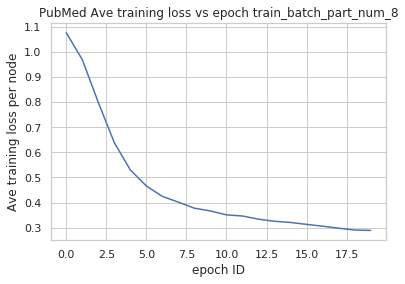 PubMed Ave training loss vs epoch train_batch_part_num_8
Ave training loss per node
1.1
1.0
0.9
0.8
0.7
0.6
0.5
0.4
0.3
0.0 2.5 5.0 7.5 10.0 12.5 15.0 17.5
epoch ID